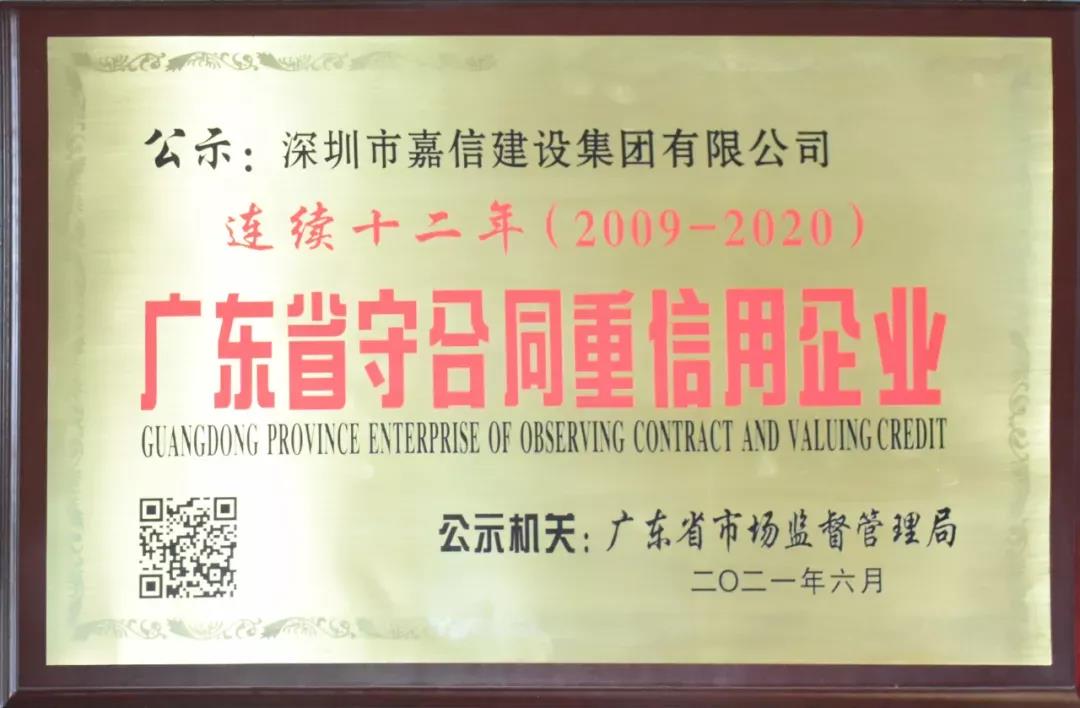 公示：深圳市嘉信建设集团有限公司
连续十二年（2009-2020）
广东省守合同重信用企业
GUANGDONG PROVINCE ENTERPRISE OF OBSERVING CONTRACT AND VALUING CREDIT
公示机关：广东省市场监督管理局
二〇二一年六月